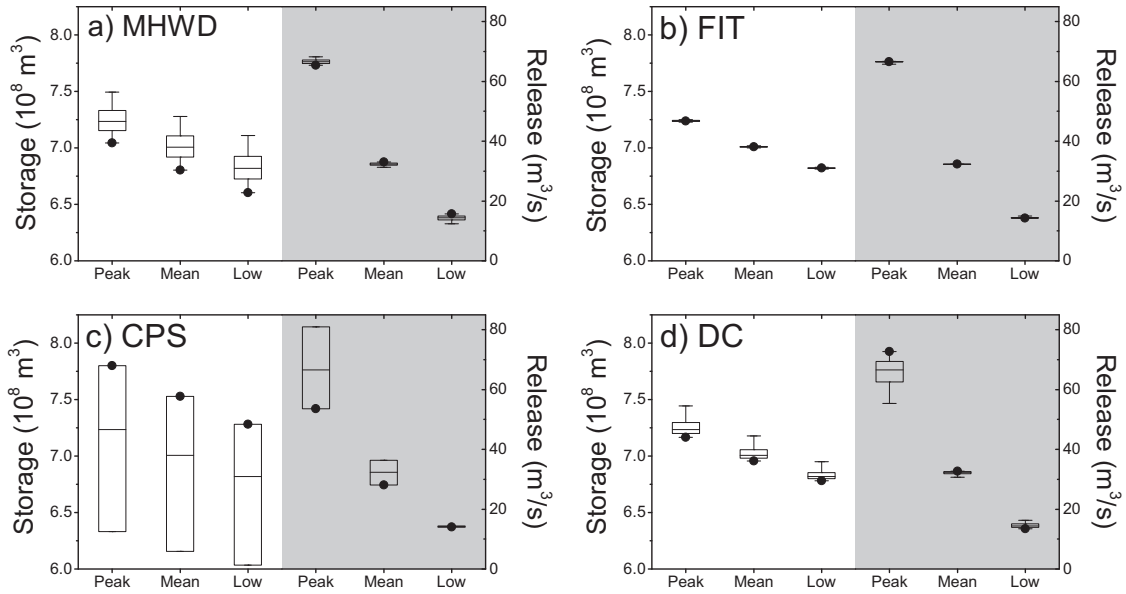 a) MHWD
Storage (10⁸ m³)
8.0
7.5
7.0
6.5
6.0
Peak Mean Low Peak Mean Low
80
60
40
20
0
Release (m³/s)
b) FIT
Storage (10⁸ m³)
8.0
7.5
7.0
6.5
6.0
Peak Mean Low Peak Mean Low
80
60
40
20
0
Release (m³/s)
c) CPS
Storage (10⁸ m³)
8.0
7.5
7.0
6.5
6.0
Peak Mean Low Peak Mean Low
80
60
40
20
0
Release (m³/s)
d) DC
Storage (10⁸ m³)
8.0
7.5
7.0
6.5
6.0
Peak Mean Low Peak Mean Low
80
60
40
20
0
Release (m³/s)